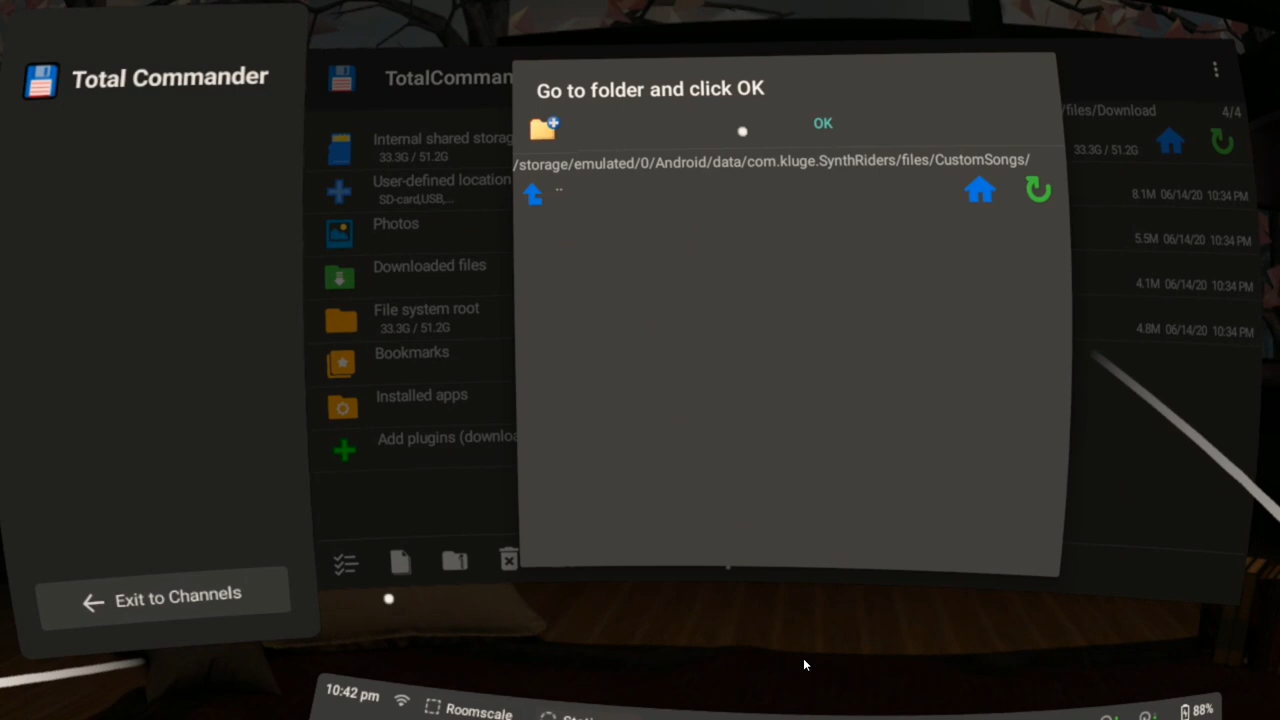 Total Commander
TotalComman
Go to folder and click OK
OK
/storage/emulated/0/Android/data/com.kluge.SynthRiders/files/CustomSongs/
..
Internal shared storag
33.3G / 51.2G
User-defined location
SD-card,USB,...
Photos
Downloaded files
File system root
33.3G / 51.2G
Bookmarks
Installed apps
Add plugins (downloa
/files/Download
4/4
33.3G / 51.2G
8.1M 06/14/20 10:34 PM
5.5M 06/14/20 10:34 PM
4.1M 06/14/20 10:34 PM
4.8M 06/14/20 10:34 PM
Exit to Channels
10:42 pm
Roomscale
88%